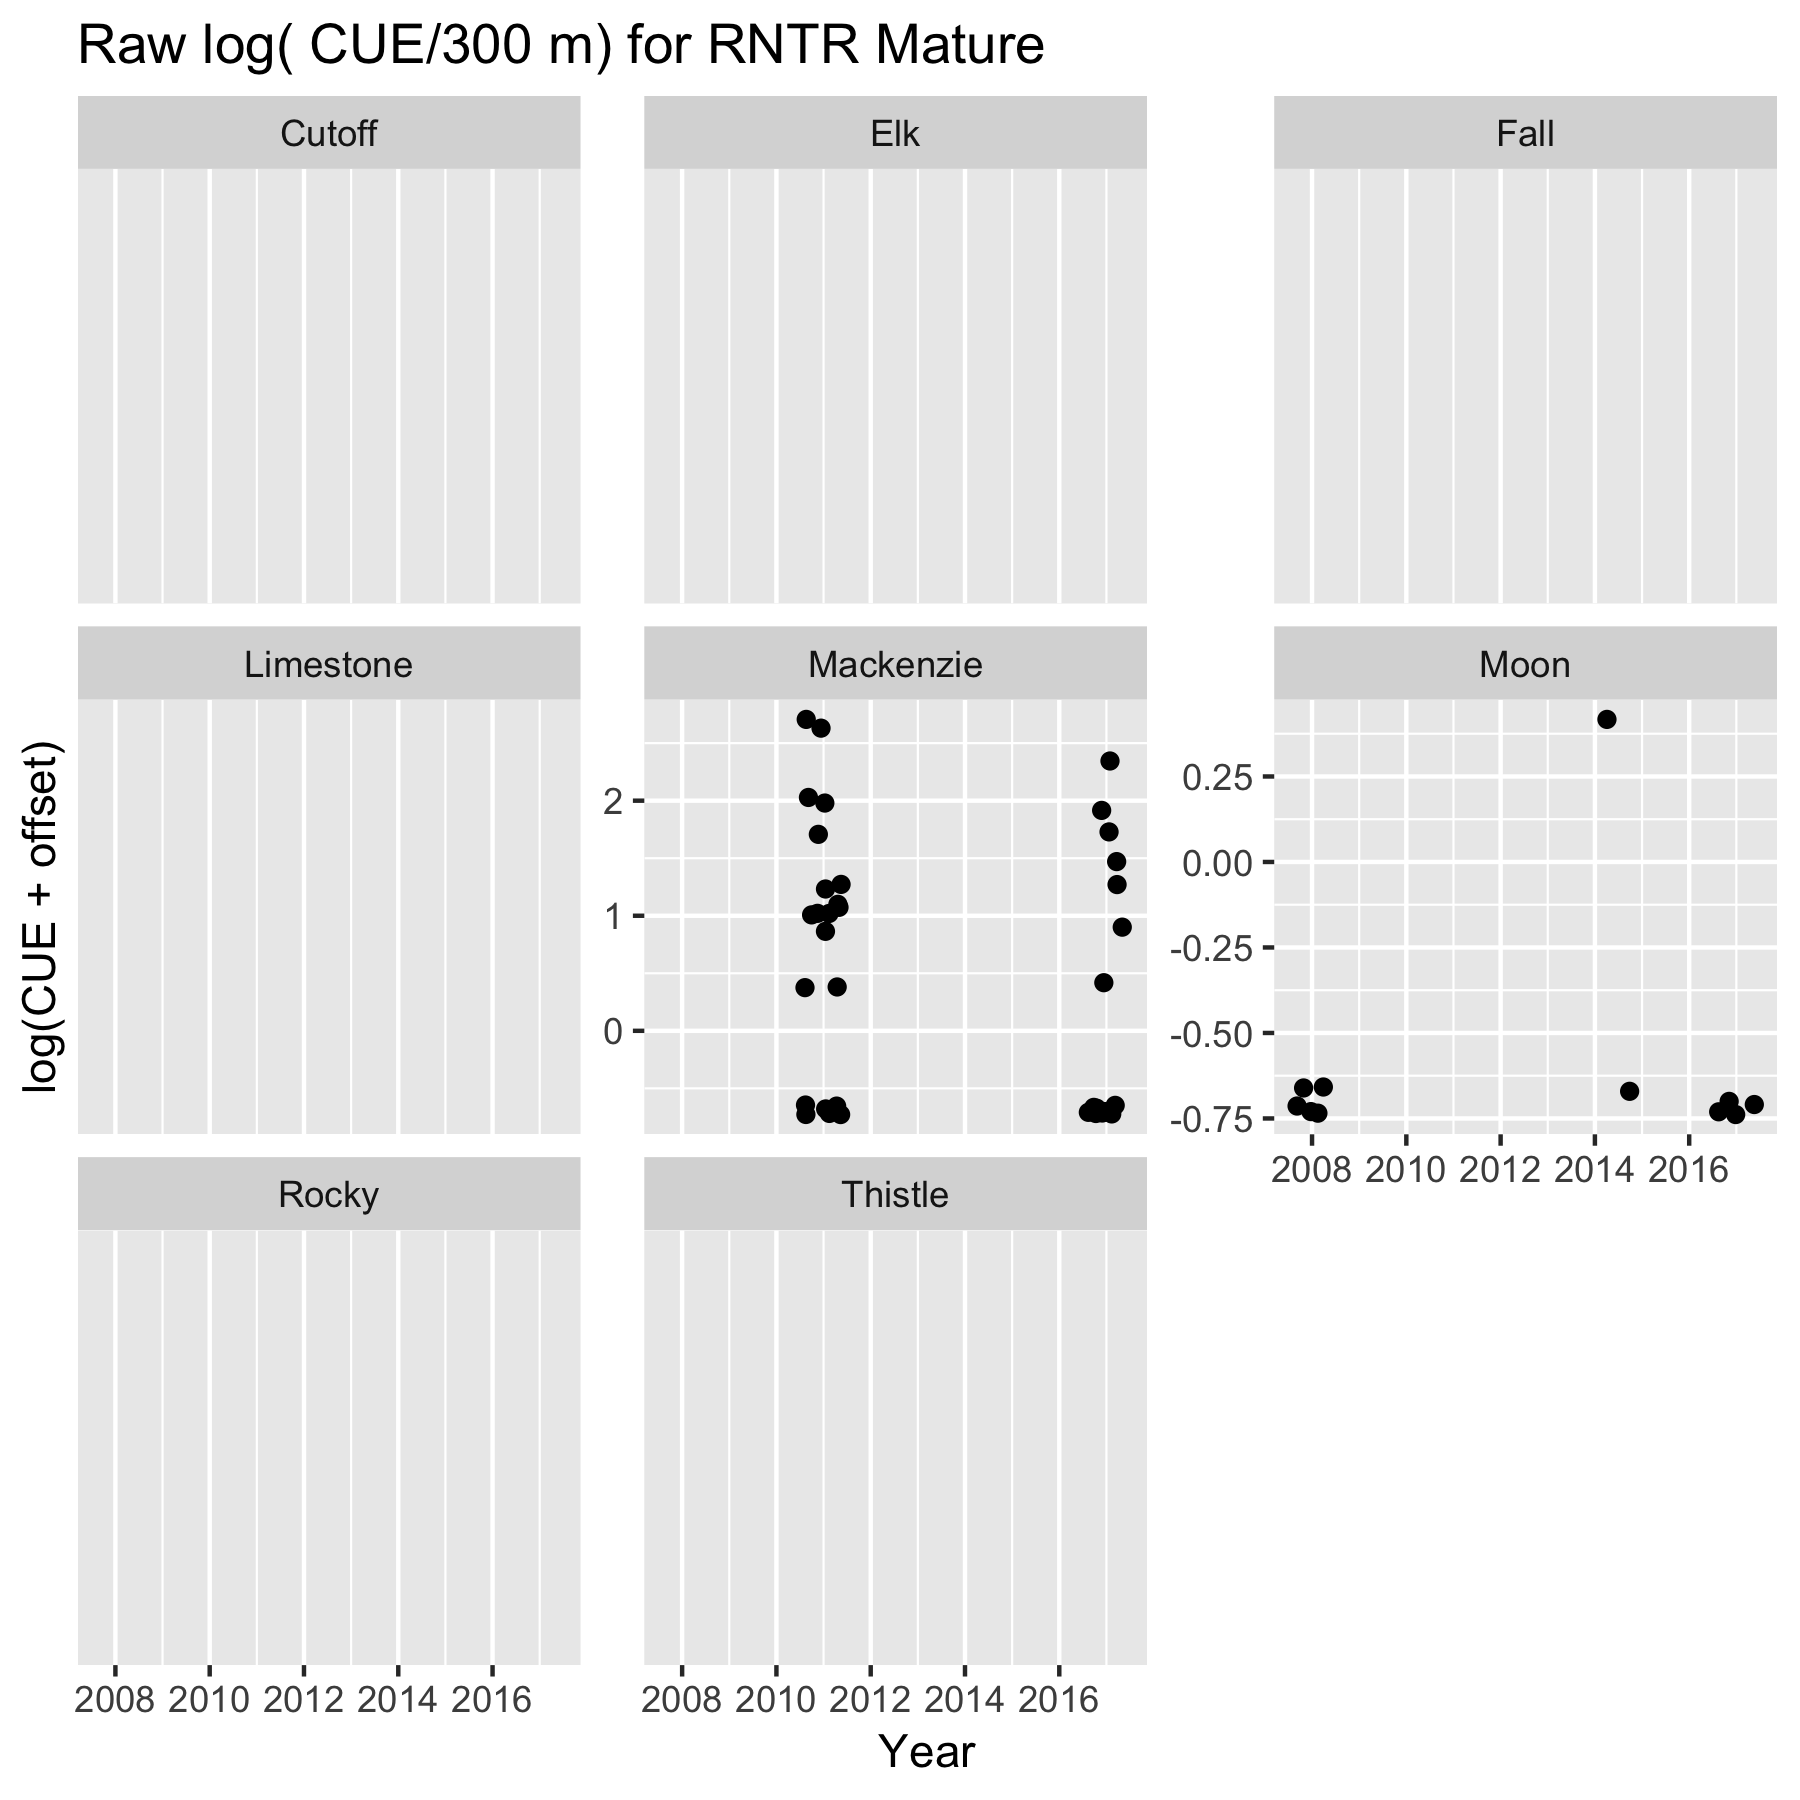 Raw log( CUE/300 m) for RNTR Mature
Cutoff
Elk
Fall
Limestone
Mackenzie
Moon
log(CUE + offset)
2
1
0
0.25
0.00
-0.25
-0.50
-0.75
2008 2010 2012 2014 2016
Rocky
Thistle
2008 2010 2012 2014 2016
2008 2010 2012 2014 2016
Year